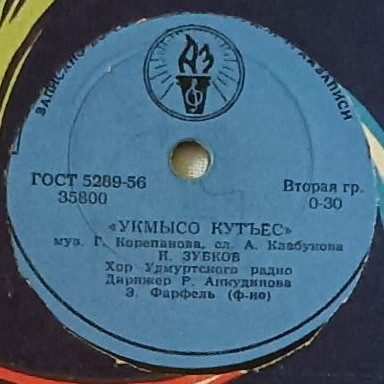 ДЗ
ГОСТ 5289-56
35800
Вторая гр.
0-30
«УКМЫСО КУТЪЕС»
муз. Г. Корепанова, сл. А. Клабукова
И. ЗУБКОВ
Хор Удмуртского радио
Дирижер Р. Анкудинова
Э. Фарфель (ф-но)